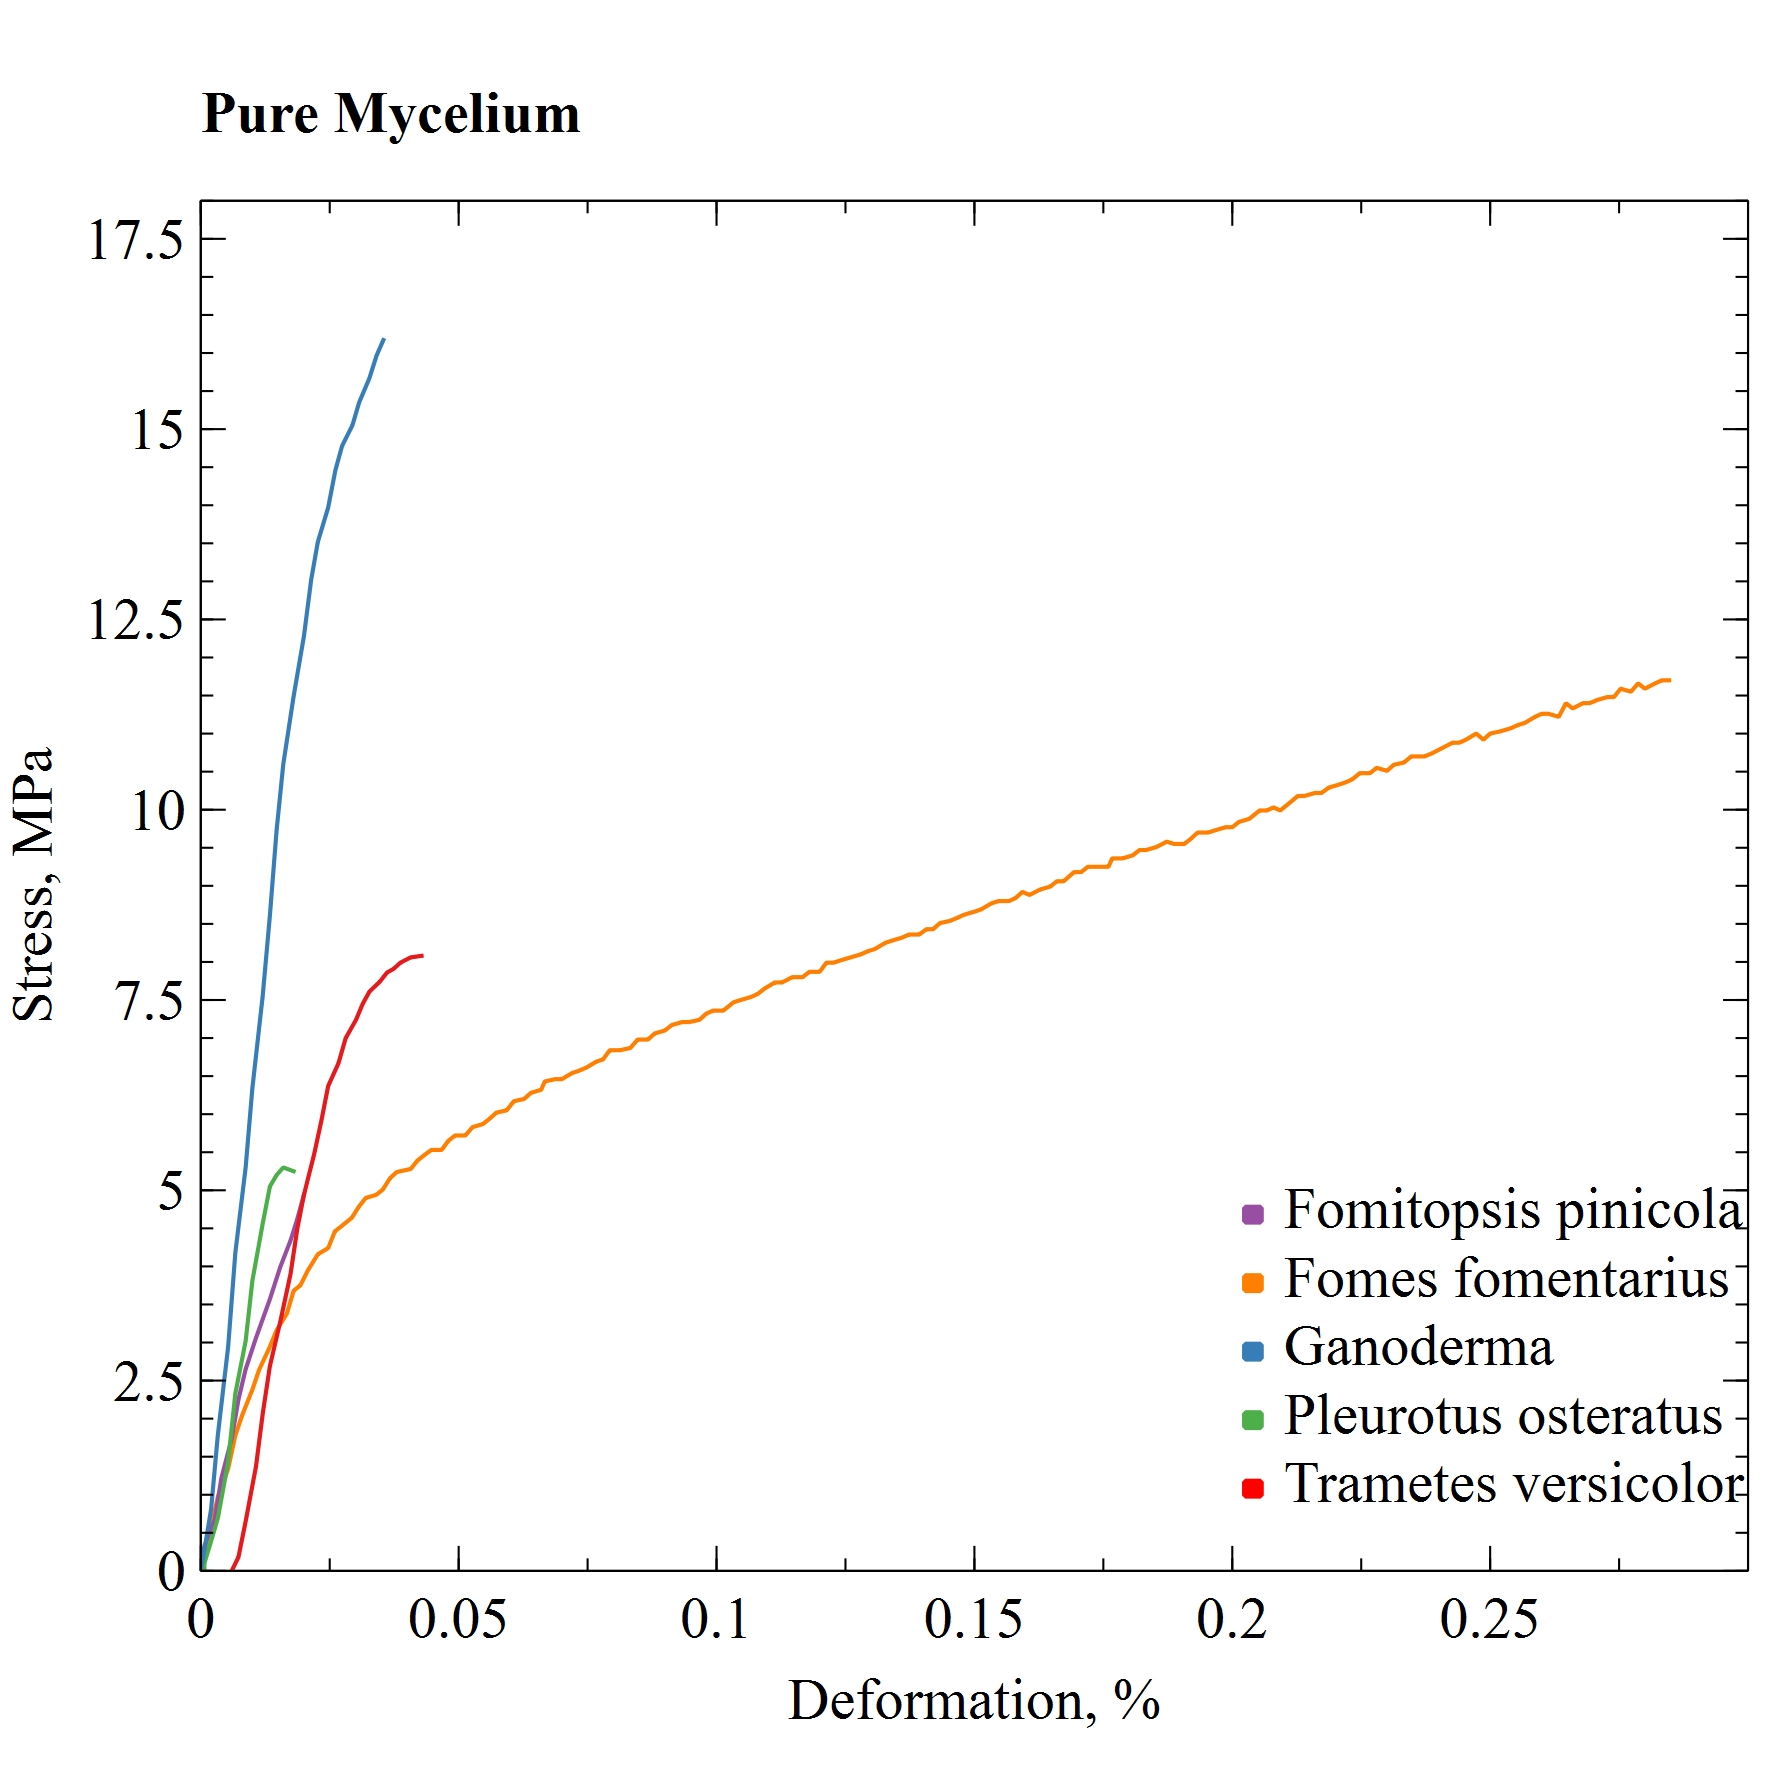 Pure Mycelium
17.5
15
12.5
10
7.5
5
2.5
0
Stress, MPa
0 0.05 0.1 0.15 0.2 0.25
Deformation, %
Fomitopsis pinicola
Fomes fomentarius
Ganoderma
Pleurotus osteratus
Trametes versicolor